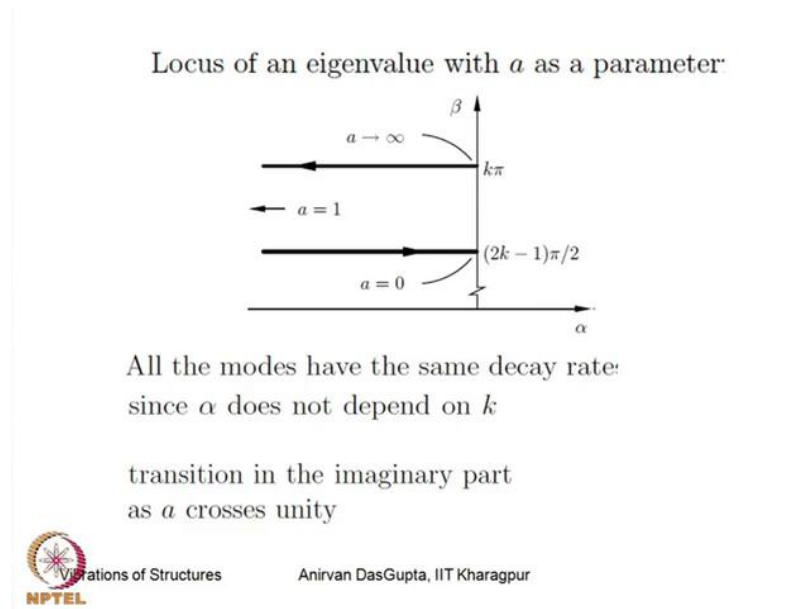 Locus of an eigenvalue with a as a parameter
β
a → ∞
kπ
a = 1
(2k − 1)π/2
a = 0
α
All the modes have the same decay rate
since α does not depend on k
transition in the imaginary part
as a crosses unity
Vibrations of Structures
Anirvan DasGupta, IIT Kharagpur
NPTEL